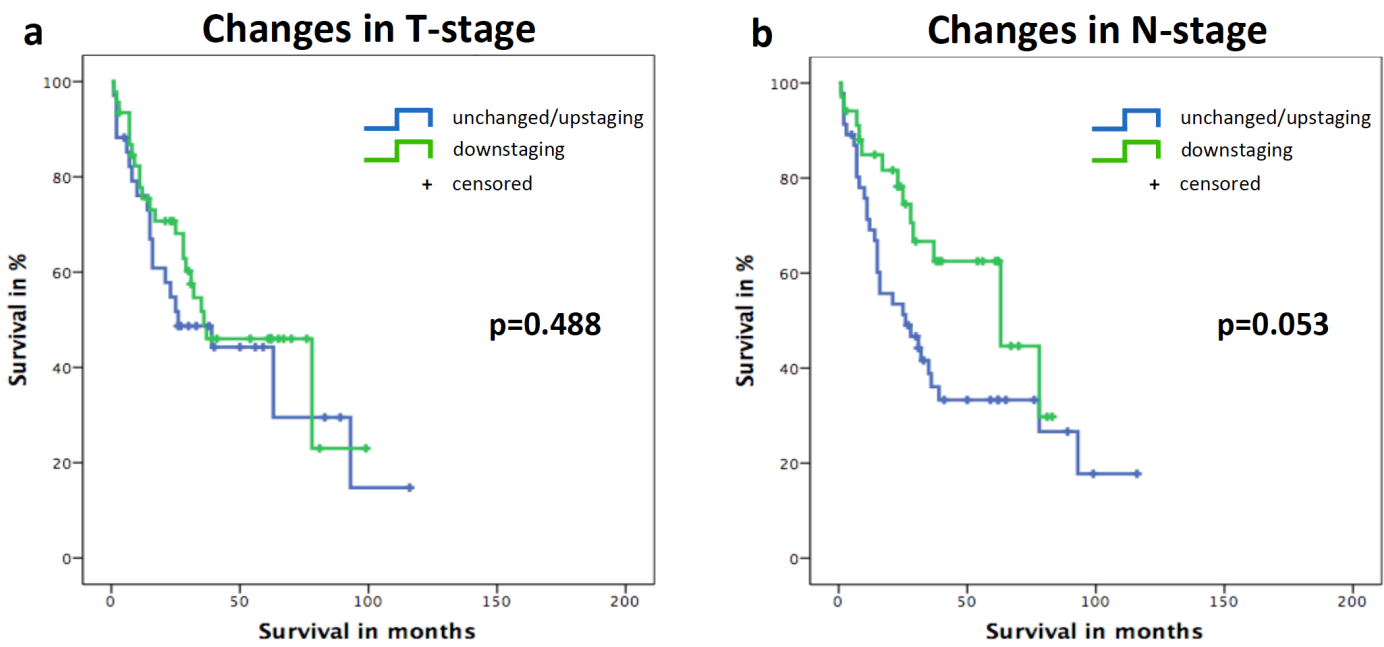 a
Changes in T-stage
100
80
60
40
20
0
Survival in %
unchanged/upstaging
downstaging
+ censored
p=0.488
0 50 100 150 200
Survival in months
b
Changes in N-stage
100
80
60
40
20
0
Survival in %
unchanged/upstaging
downstaging
+ censored
p=0.053
0 50 100 150 200
Survival in months